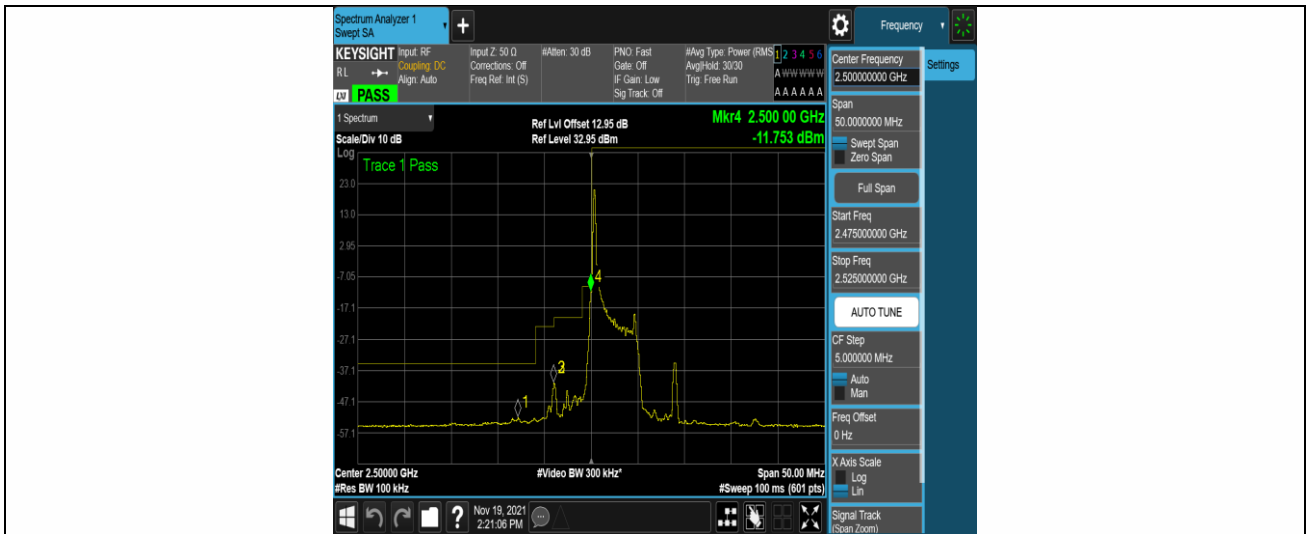 Spectrum Analyzer 1
Swept SA
Frequency
KEYSIGHT
RL
LXI
PASS
Input: RF
Coupling: DC
Align: Auto
Input Z: 50 Ω
Corrections: Off
Freq Ref: Int (S)
#Atten: 30 dB
PNO: Fast
Gate: Off
IF Gain: Low
Sig Track: Off
#Avg Type: Power (RMS
Avg|Hold: 30/30
Trig: Free Run
1 2 3 4 5 6
A W W W W W
A A A A A A
1 Spectrum
Scale/Div 10 dB
Ref Lvl Offset 12.95 dB
Ref Level 32.95 dBm
Mkr4 2.500 00 GHz
-11.753 dBm
Log
Trace 1 Pass
23.0
13.0
2.95
-7.05
-17.1
-27.1
-37.1
-47.1
-57.1
4
1
Center 2.50000 GHz
#Res BW 100 kHz
#Video BW 300 kHz*
Span 50.00 MHz
#Sweep 100 ms (601 pts)
?
Nov 19, 2021
2:21:06 PM
Center Frequency
2.500000000 GHz
Settings
Span
50.0000000 MHz
Swept Span
Zero Span
Full Span
Start Freq
2.475000000 GHz
Stop Freq
2.525000000 GHz
AUTO TUNE
CF Step
5.000000 MHz
Auto
Man
Freq Offset
0 Hz
X Axis Scale
Log
Lin
Signal Track
(Span Zoom)